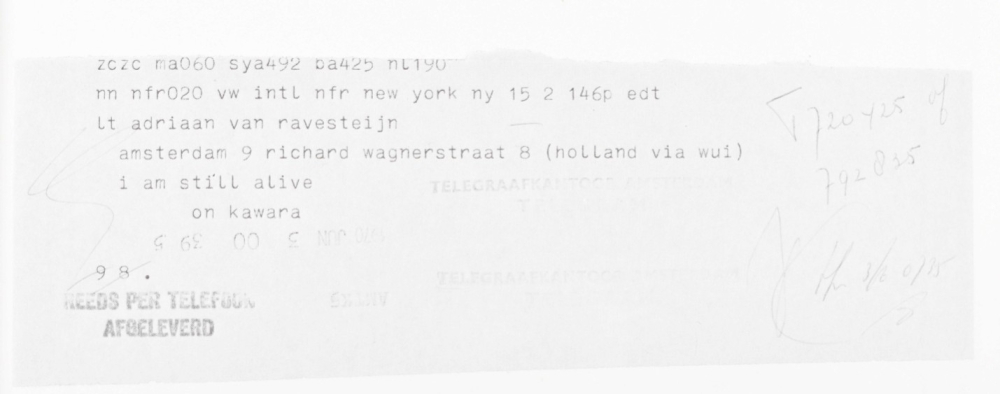 zczc ma060 sya492 ba425 nl190
nn nfr020 vw intl nfr new york ny 15 2 146p edt
lt adriaan van ravesteijn
amsterdam 9 richard wagnerstraat 8 (holland via wui)
i am still alive
on kawara
98.
REEDS PER TELEFOON
AFGELEVERD
TELEGRAAFKANTOOR AMSTERDAM
TELEGRAAFKANTOOR AMSTERDAM